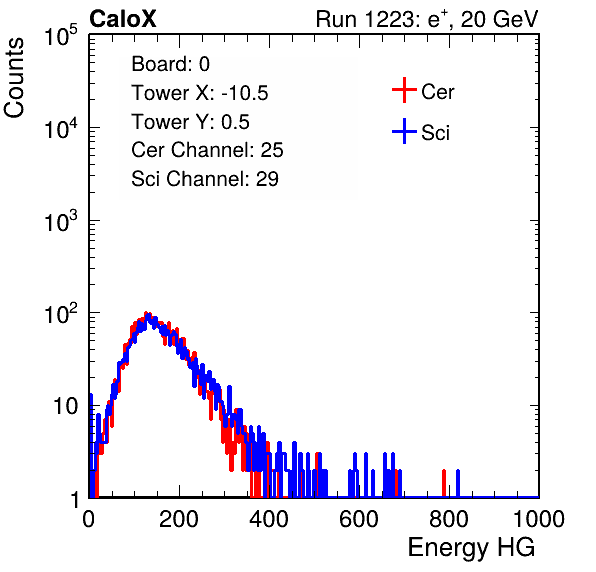 CaloX Run 1223: e⁺, 20 GeV
Counts
10⁵
10⁴
10³
10²
10
1
Board: 0
Tower X: -10.5
Tower Y: 0.5
Cer Channel: 25
Sci Channel: 29
Cer
Sci
0 200 400 600 800 1000
Energy HG